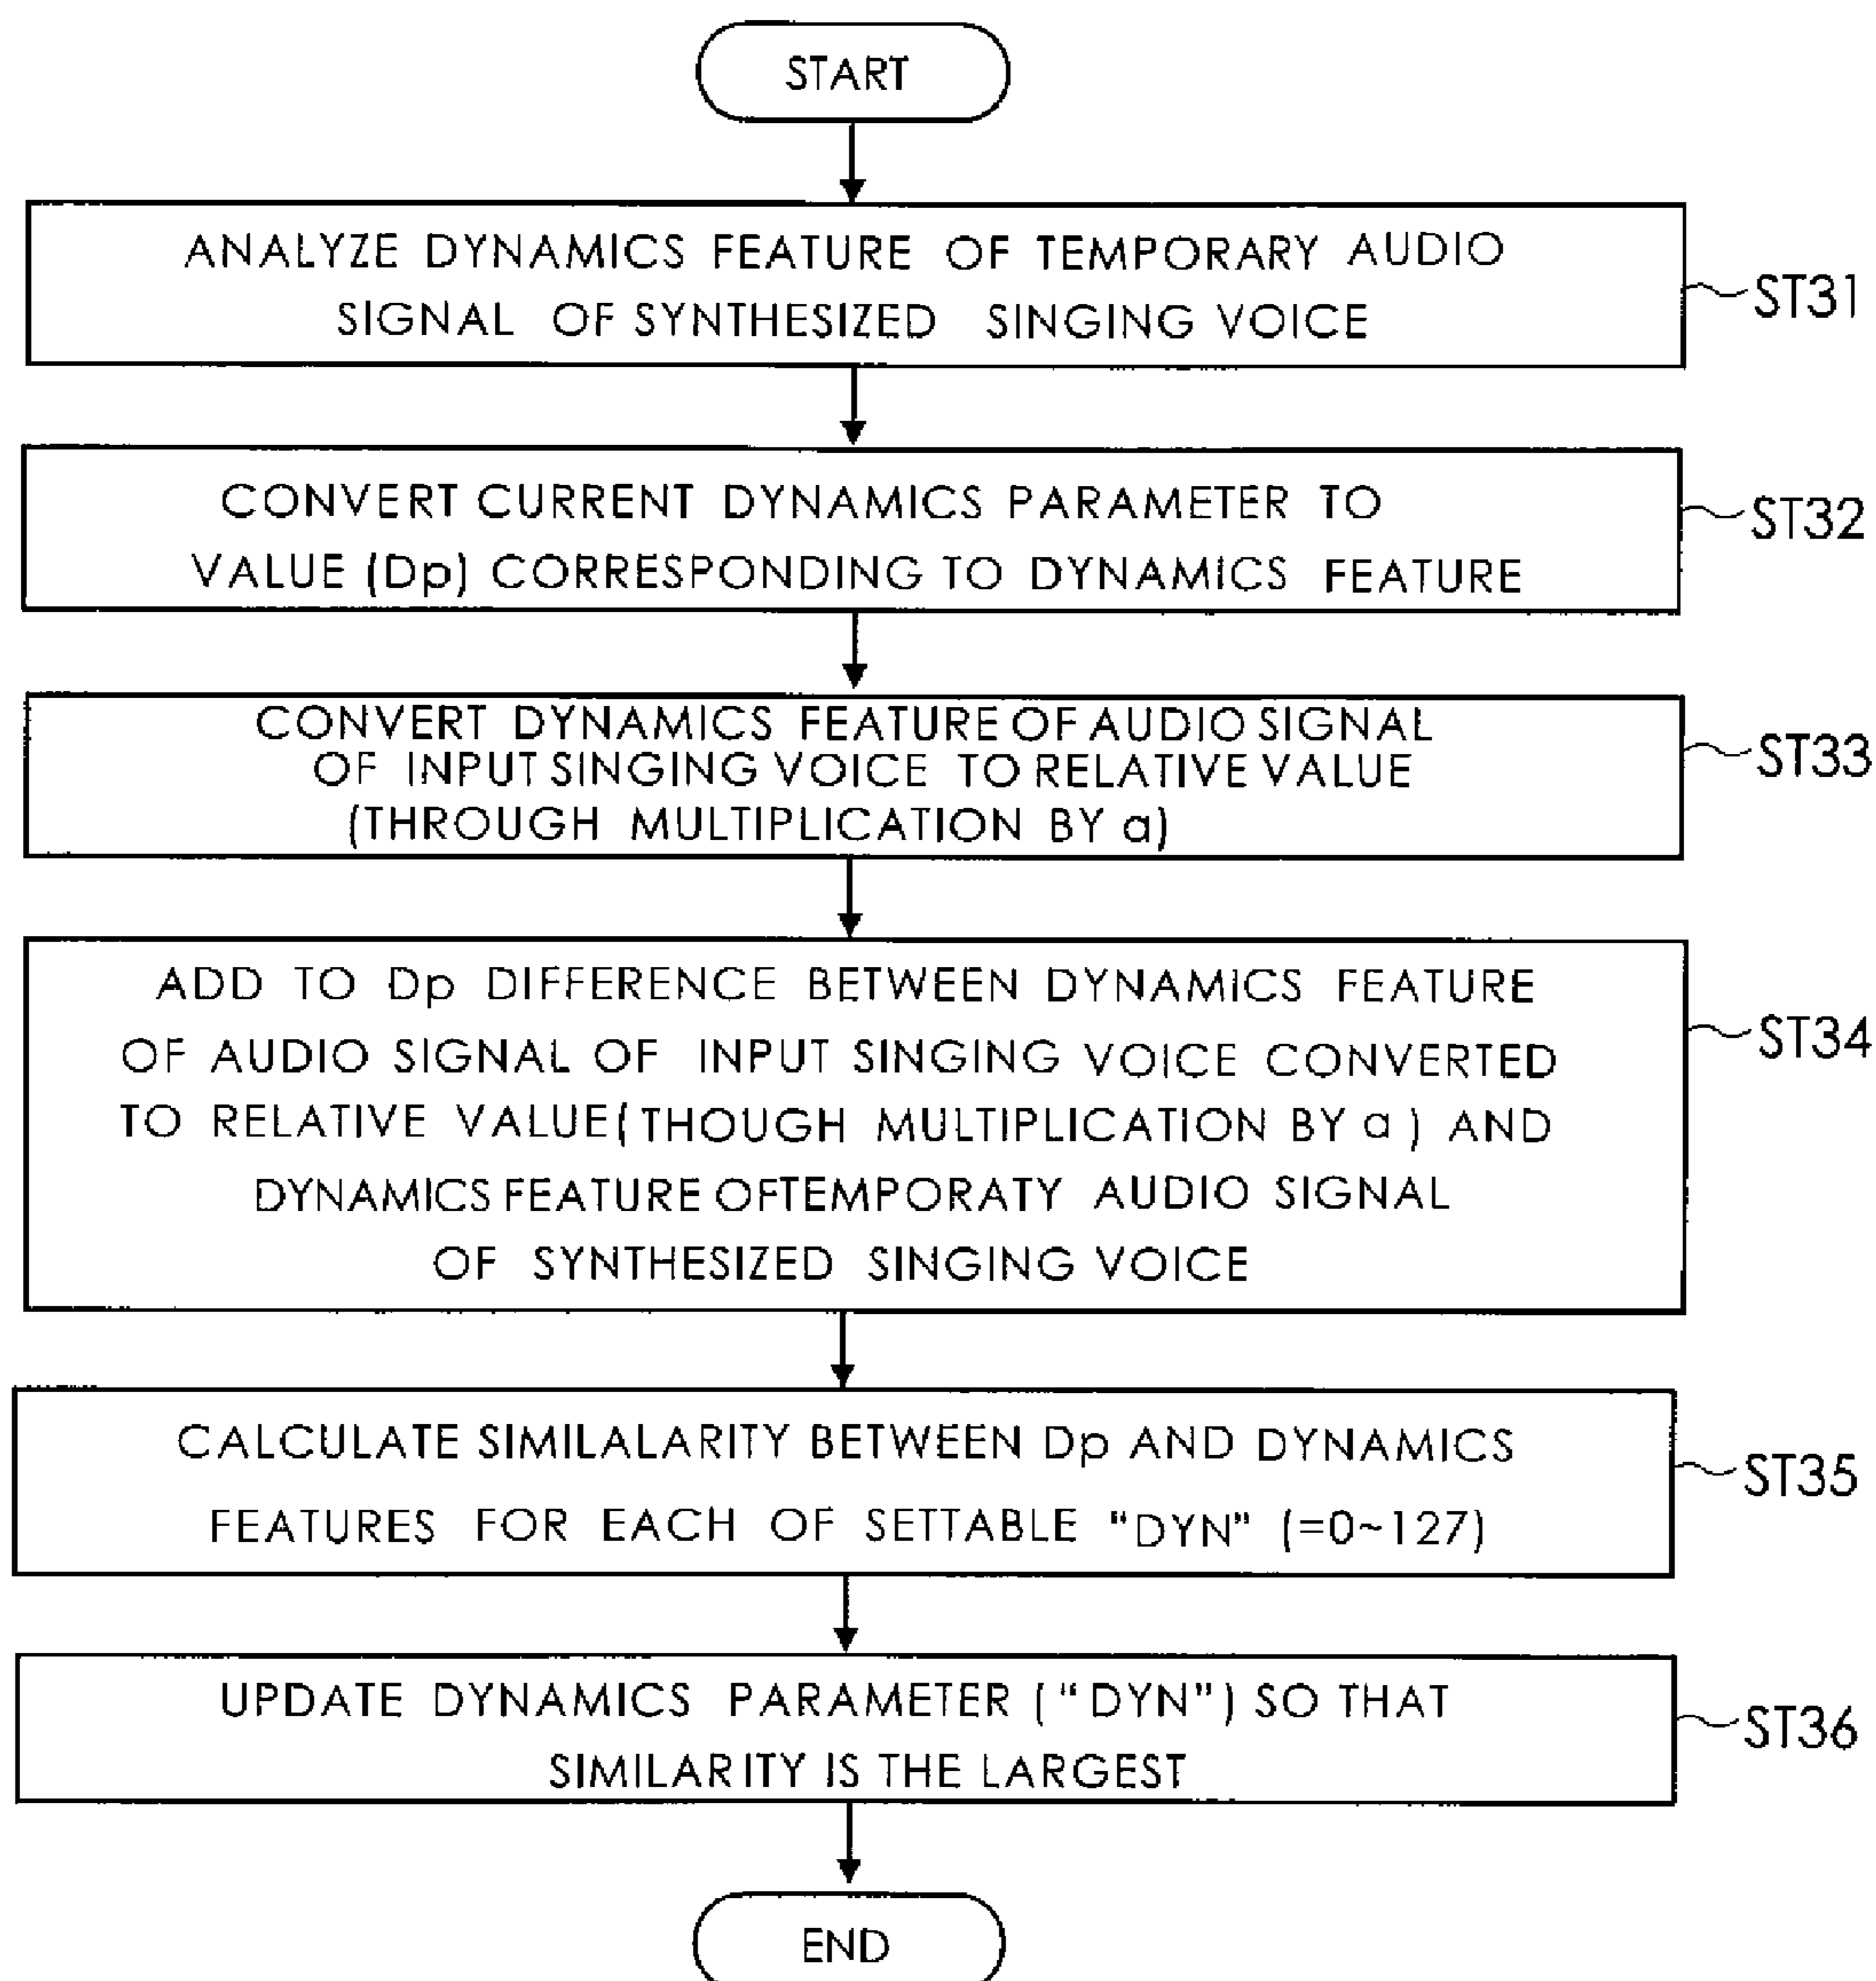 START
ANALYZE DYNAMICS FEATURE OF TEMPORARY AUDIO
SIGNAL OF SYNTHESIZED SINGING VOICE
ST31
CONVERT CURRENT DYNAMICS PARAMETER TO
VALUE (Dp) CORRESPONDING TO DYNAMICS FEATURE
ST32
CONVERT DYNAMICS FEATURE OF AUDIO SIGNAL
OF INPUT SINGING VOICE TO RELATIVE VALUE
(THROUGH MULTIPLICATION BY α)
ST33
ADD TO Dp DIFFERENCE BETWEEN DYNAMICS FEATURE
OF AUDIO SIGNAL OF INPUT SINGING VOICE CONVERTED
TO RELATIVE VALUE(THOUGH MULTIPLICATION BY α) AND
DYNAMICS FEATURE OFTEMPORATY AUDIO SIGNAL
OF SYNTHESIZED SINGING VOICE
ST34
CALCULATE SIMILALARITY BETWEEN Dp AND DYNAMICS
FEATURES FOR EACH OF SETTABLE "DYN" (=0~127)
ST35
UPDATE DYNAMICS PARAMETER ("DYN") SO THAT
SIMILARITY IS THE LARGEST
ST36
END